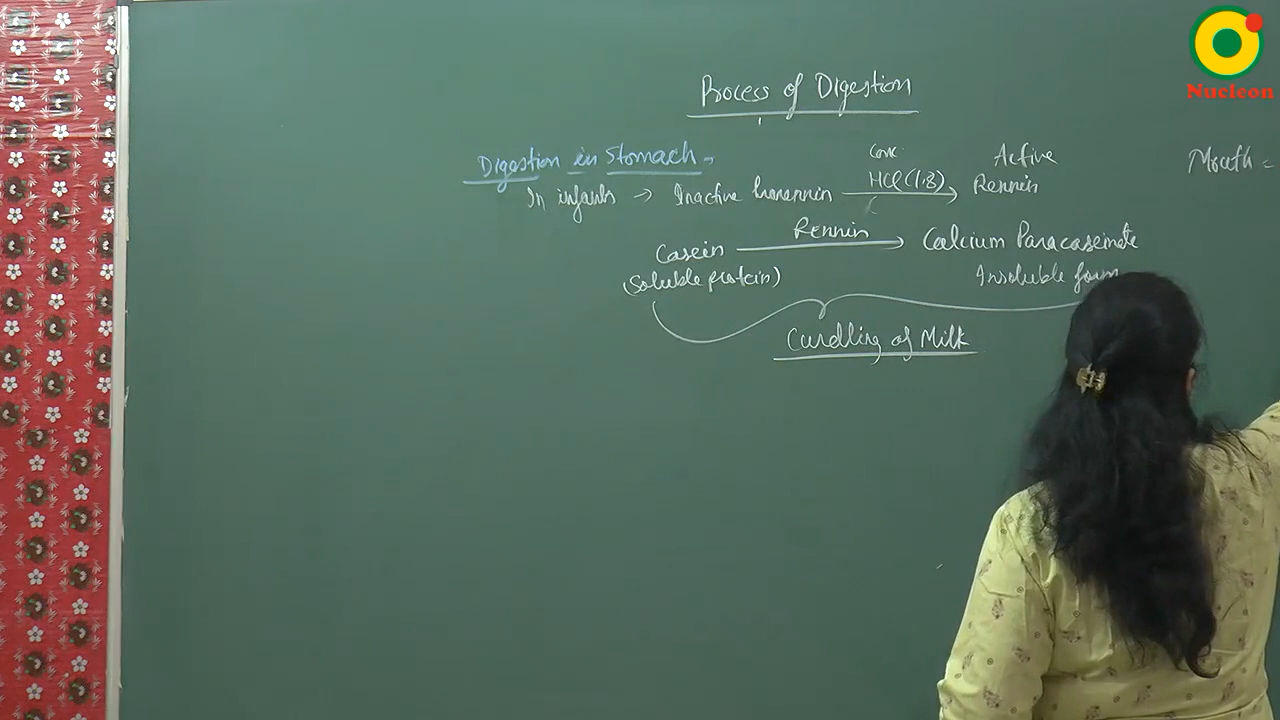 Nucleon
Process of Digestion
Digestion in Stomach -
In infants → Inactive Conc. HCl (1.8) → Active Rennin
Casein Rennin → Calcium Paracaseinate
(Soluble protein) Insoluble form
Curdling of Milk
Mouth =